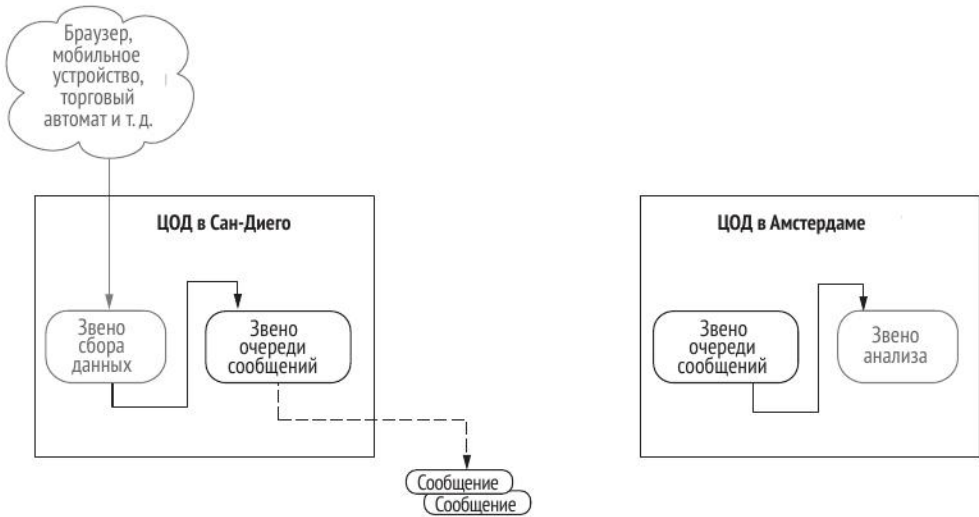 Браузер,
мобильное
устройство,
торговый
автомат и т. д.
ЦОД в Сан-Диего
Звено
сбора
данных
Звено
очереди
сообщений
Сообщение
Сообщение
ЦОД в Амстердаме
Звено
очереди
сообщений
Звено
анализа